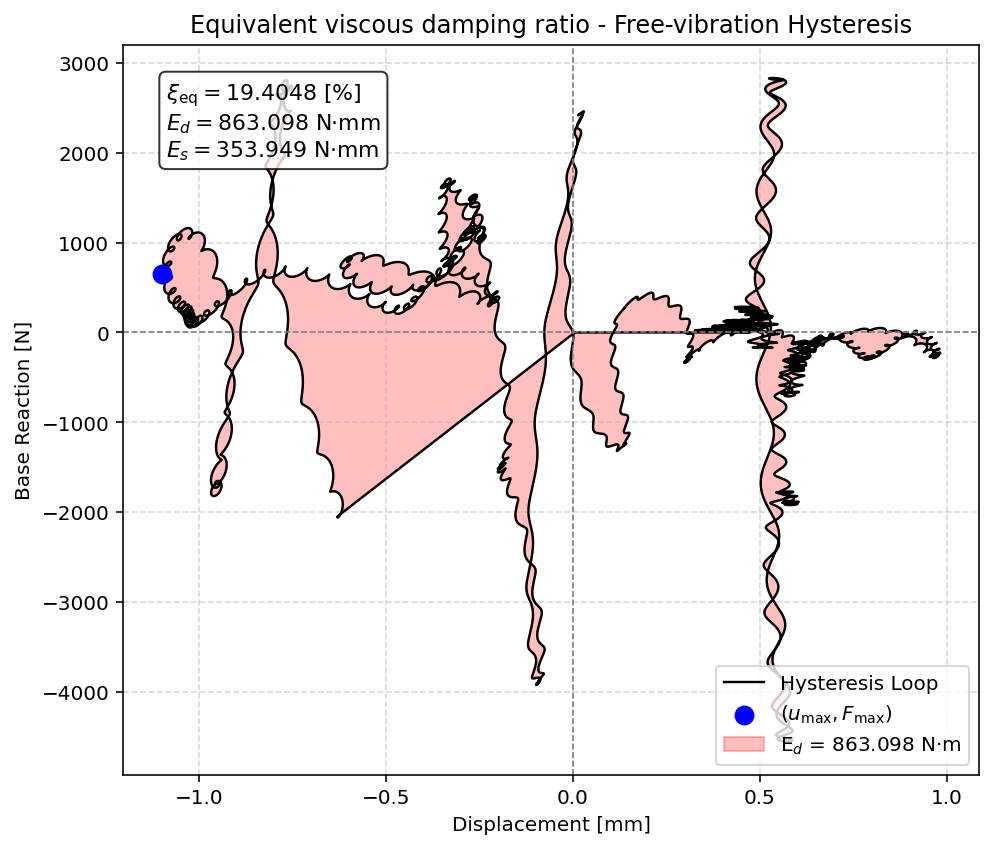 Equivalent viscous damping ratio - Free-vibration Hysteresis
3000
2000
1000
0
−1000
−2000
−3000
−4000
Base Reaction [N]
ξeq = 19.4048 [%]
Ed = 863.098 N·mm
Es = 353.949 N·mm
Hysteresis Loop
(umax, Fmax)
Ed = 863.098 N·m
−1.0
−0.5
0.0
0.5
1.0
Displacement [mm]